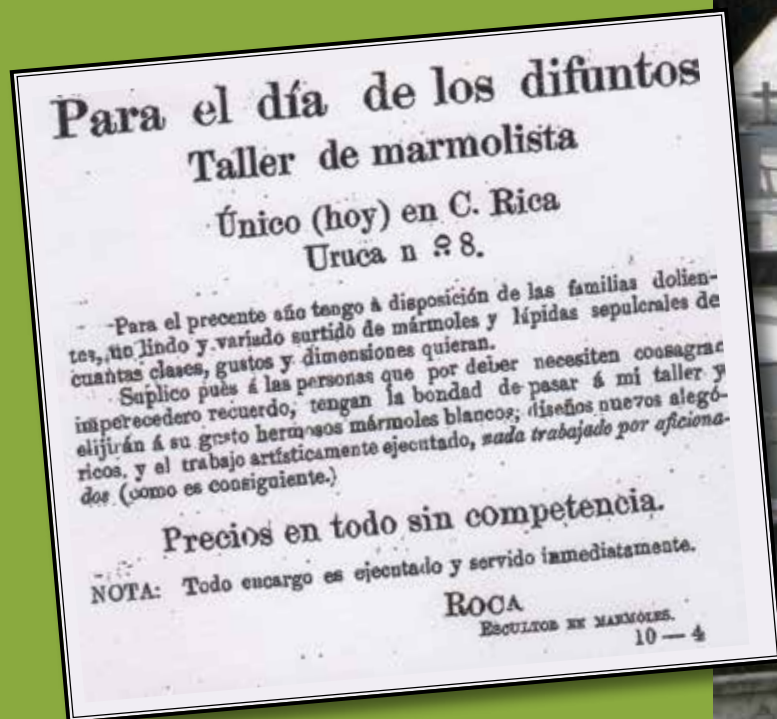 Para el día de los difuntos
Taller de marmolista
Único (hoy) en C. Rica
Uruca n º 8.
-Para el precente año tengo à disposición de las familias dolien-
tes, un lindo y variado surtido de mármoles y lípidas sepulcrales de
cuantas clases, gustos y dimensiones quieran.
Suplico pués á las personas que por deber necesiten consagrar
imperecedero recuerdo, tengan la bondad de pasar á mi taller y
elijirán á su gusto hermosos mármoles blancos; diseños nuevos alegó-
ricos, y el trabajo artísticamente ejecutado, nada trabajado por aficiona-
dos (como es consiguiente.)
Precios en todo sin competencia.
NOTA: Todo encargo es ejecutado y servido inmediatamente.
ROCA
ESCULTOR EN MARMOLES.
10 — 4